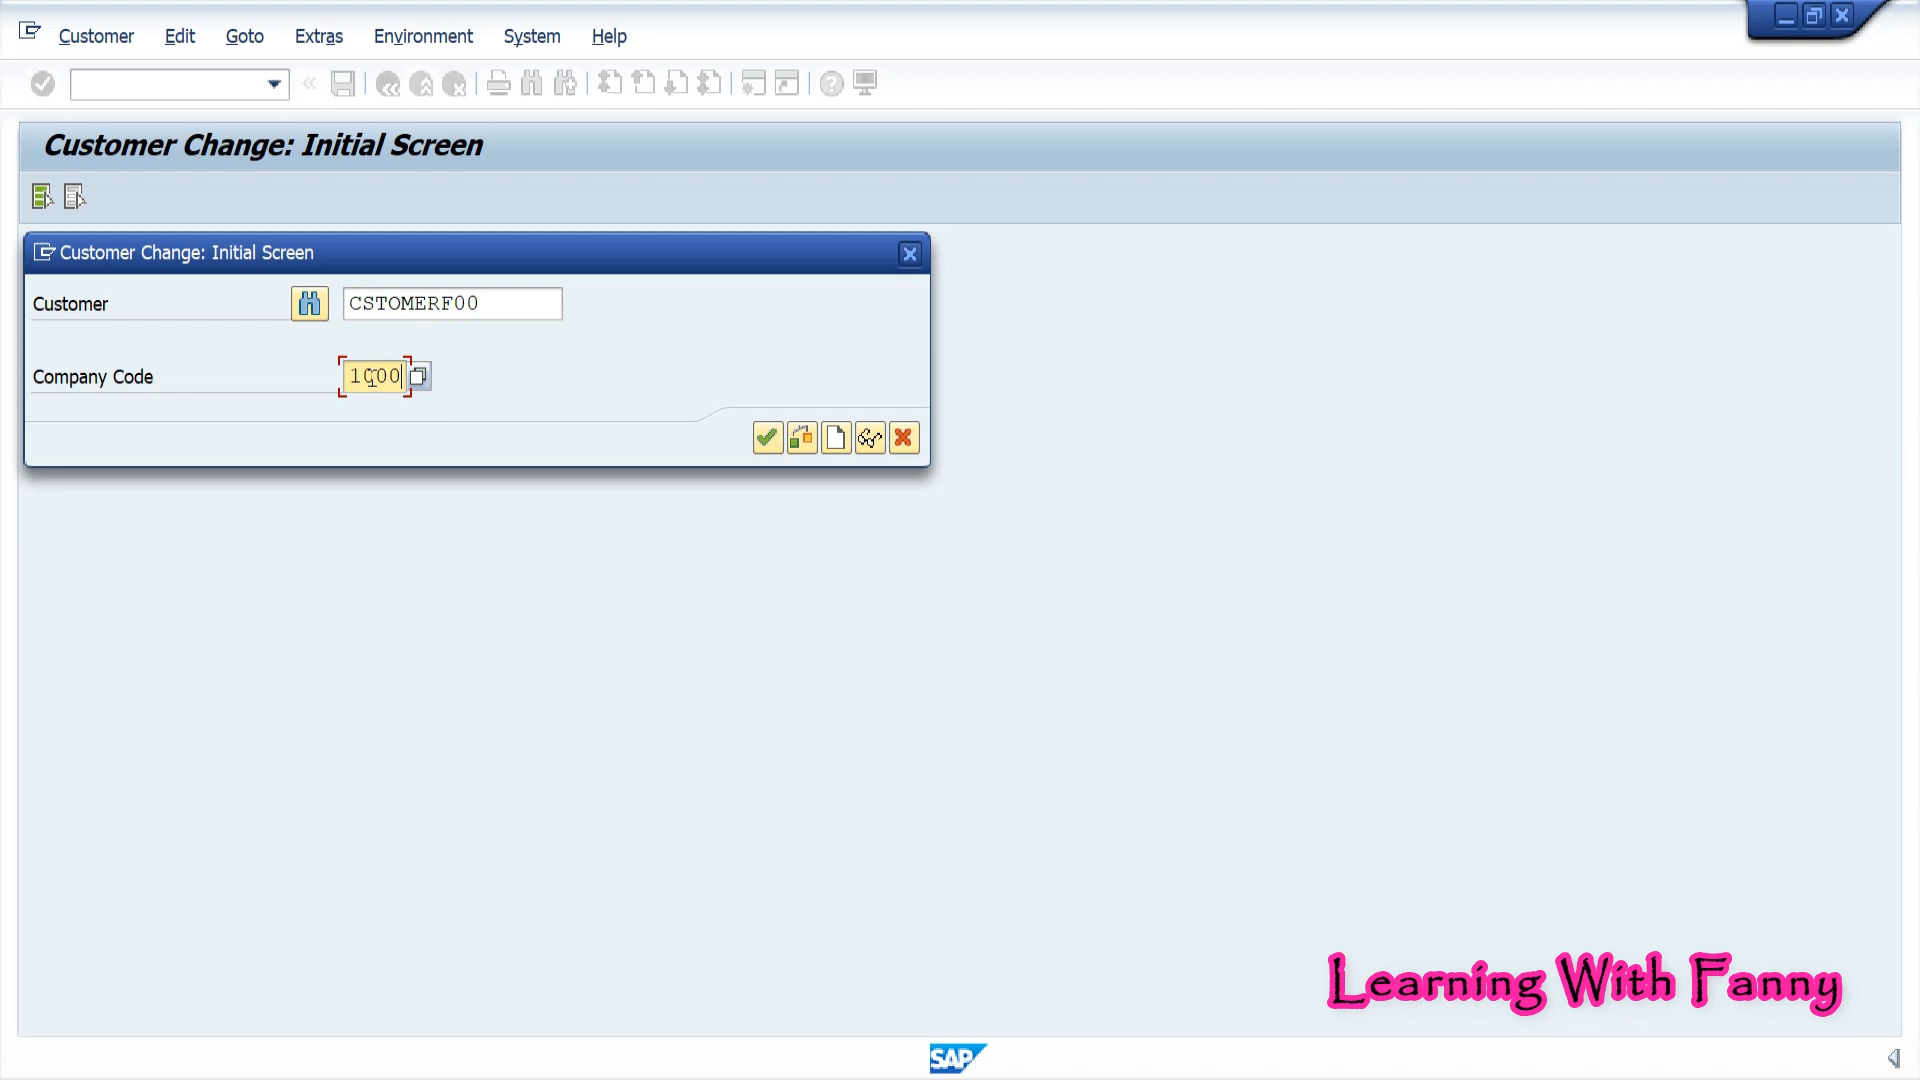 Customer Edit Goto Extras Environment System Help
Customer Change: Initial Screen
Customer Change: Initial Screen
Customer CSTOMERF00
Company Code 1000
Learning With Fanny
SAP